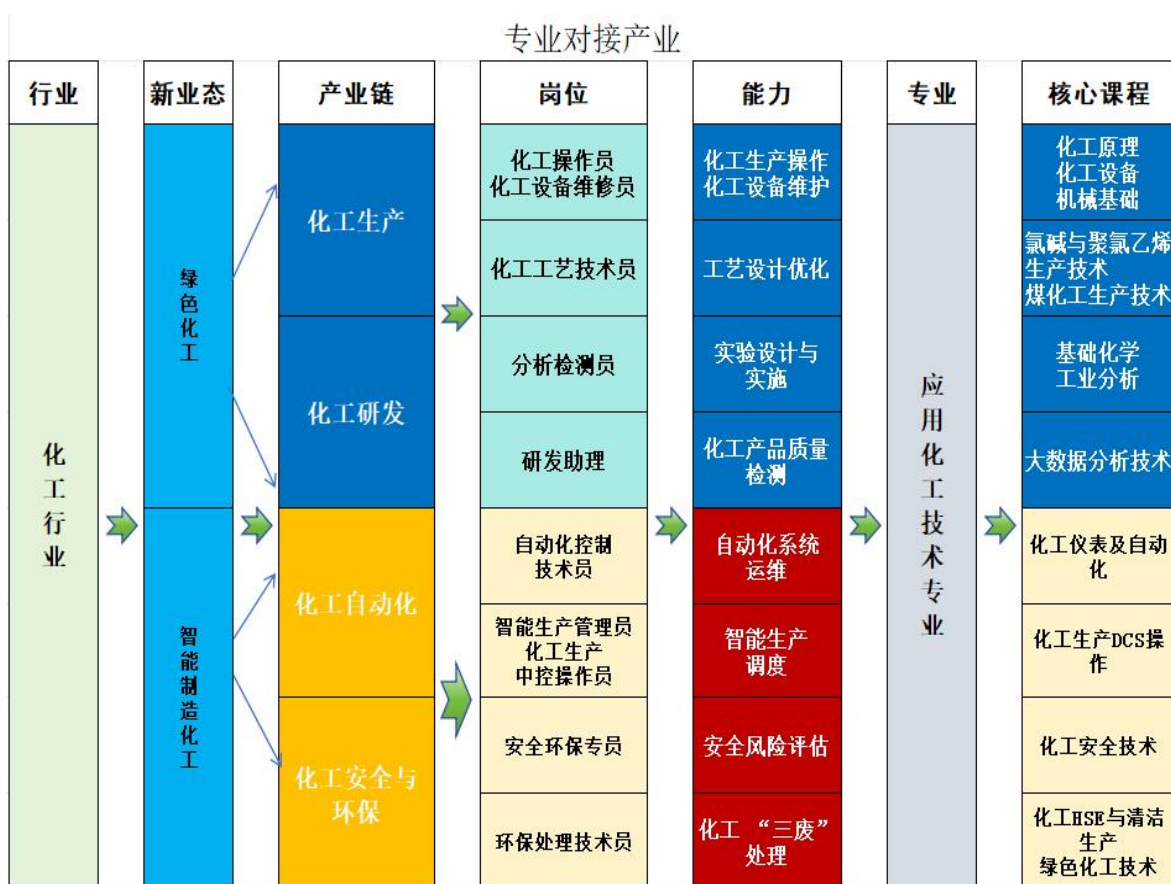 专业对接产业
行业
新业态
产业链
岗位
能力
专业
核心课程
化工行业
绿色化工
智能制造化工
化工生产
化工研发
化工自动化
化工安全与
环保
化工操作员
化工设备维修员
化工工艺技术员
分析检测员
研发助理
自动化控制
技术员
智能生产管理员
化工生产
中控操作员
安全环保专员
环保处理技术员
化工生产操作
化工设备维护
工艺设计优化
实验设计与
实施
化工产品质量
检测
自动化系统
运维
智能生产
调度
安全风险评估
化工 “三废”
处理
应用化工技术专业
化工原理
化工设备
机械基础
氯碱与聚氯乙烯
生产技术
煤化工生产技术
基础化学
工业分析
大数据分析技术
化工仪表及自动
化
化工生产DCS操
作
化工安全技术
化工HSE与清洁
生产
绿色化工技术